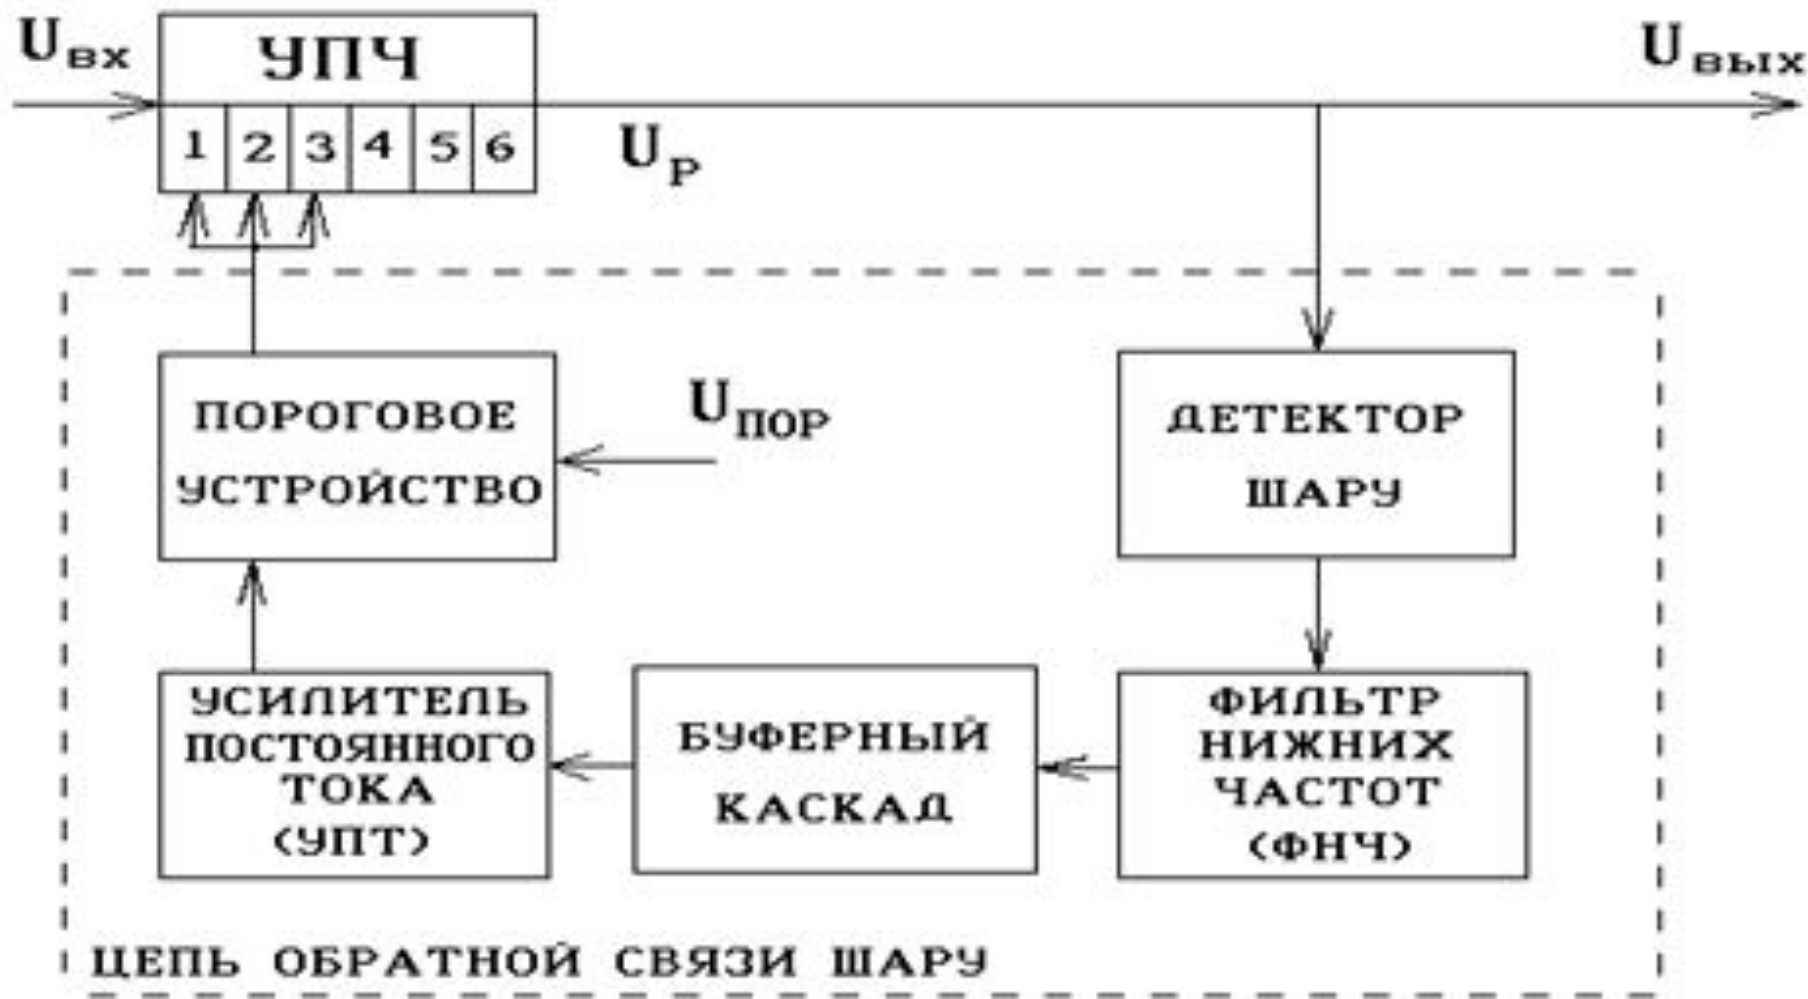 Uвх
УПЧ
Uвых
1 2 3 4 5 6
Uр
ПОРОГОВОЕ
УСТРОЙСТВО
Uпор
ДЕТЕКТОР
ШАРУ
УСИЛИТЕЛЬ
ПОСТОЯННОГО
ТОКА
(УПТ)
БУФЕРНЫЙ
КАСКАД
ФИЛЬТР
НИЖНИХ
ЧАСТОТ
(ФНЧ)
ЦЕПЬ ОБРАТНОЙ СВЯЗИ ШАРУ